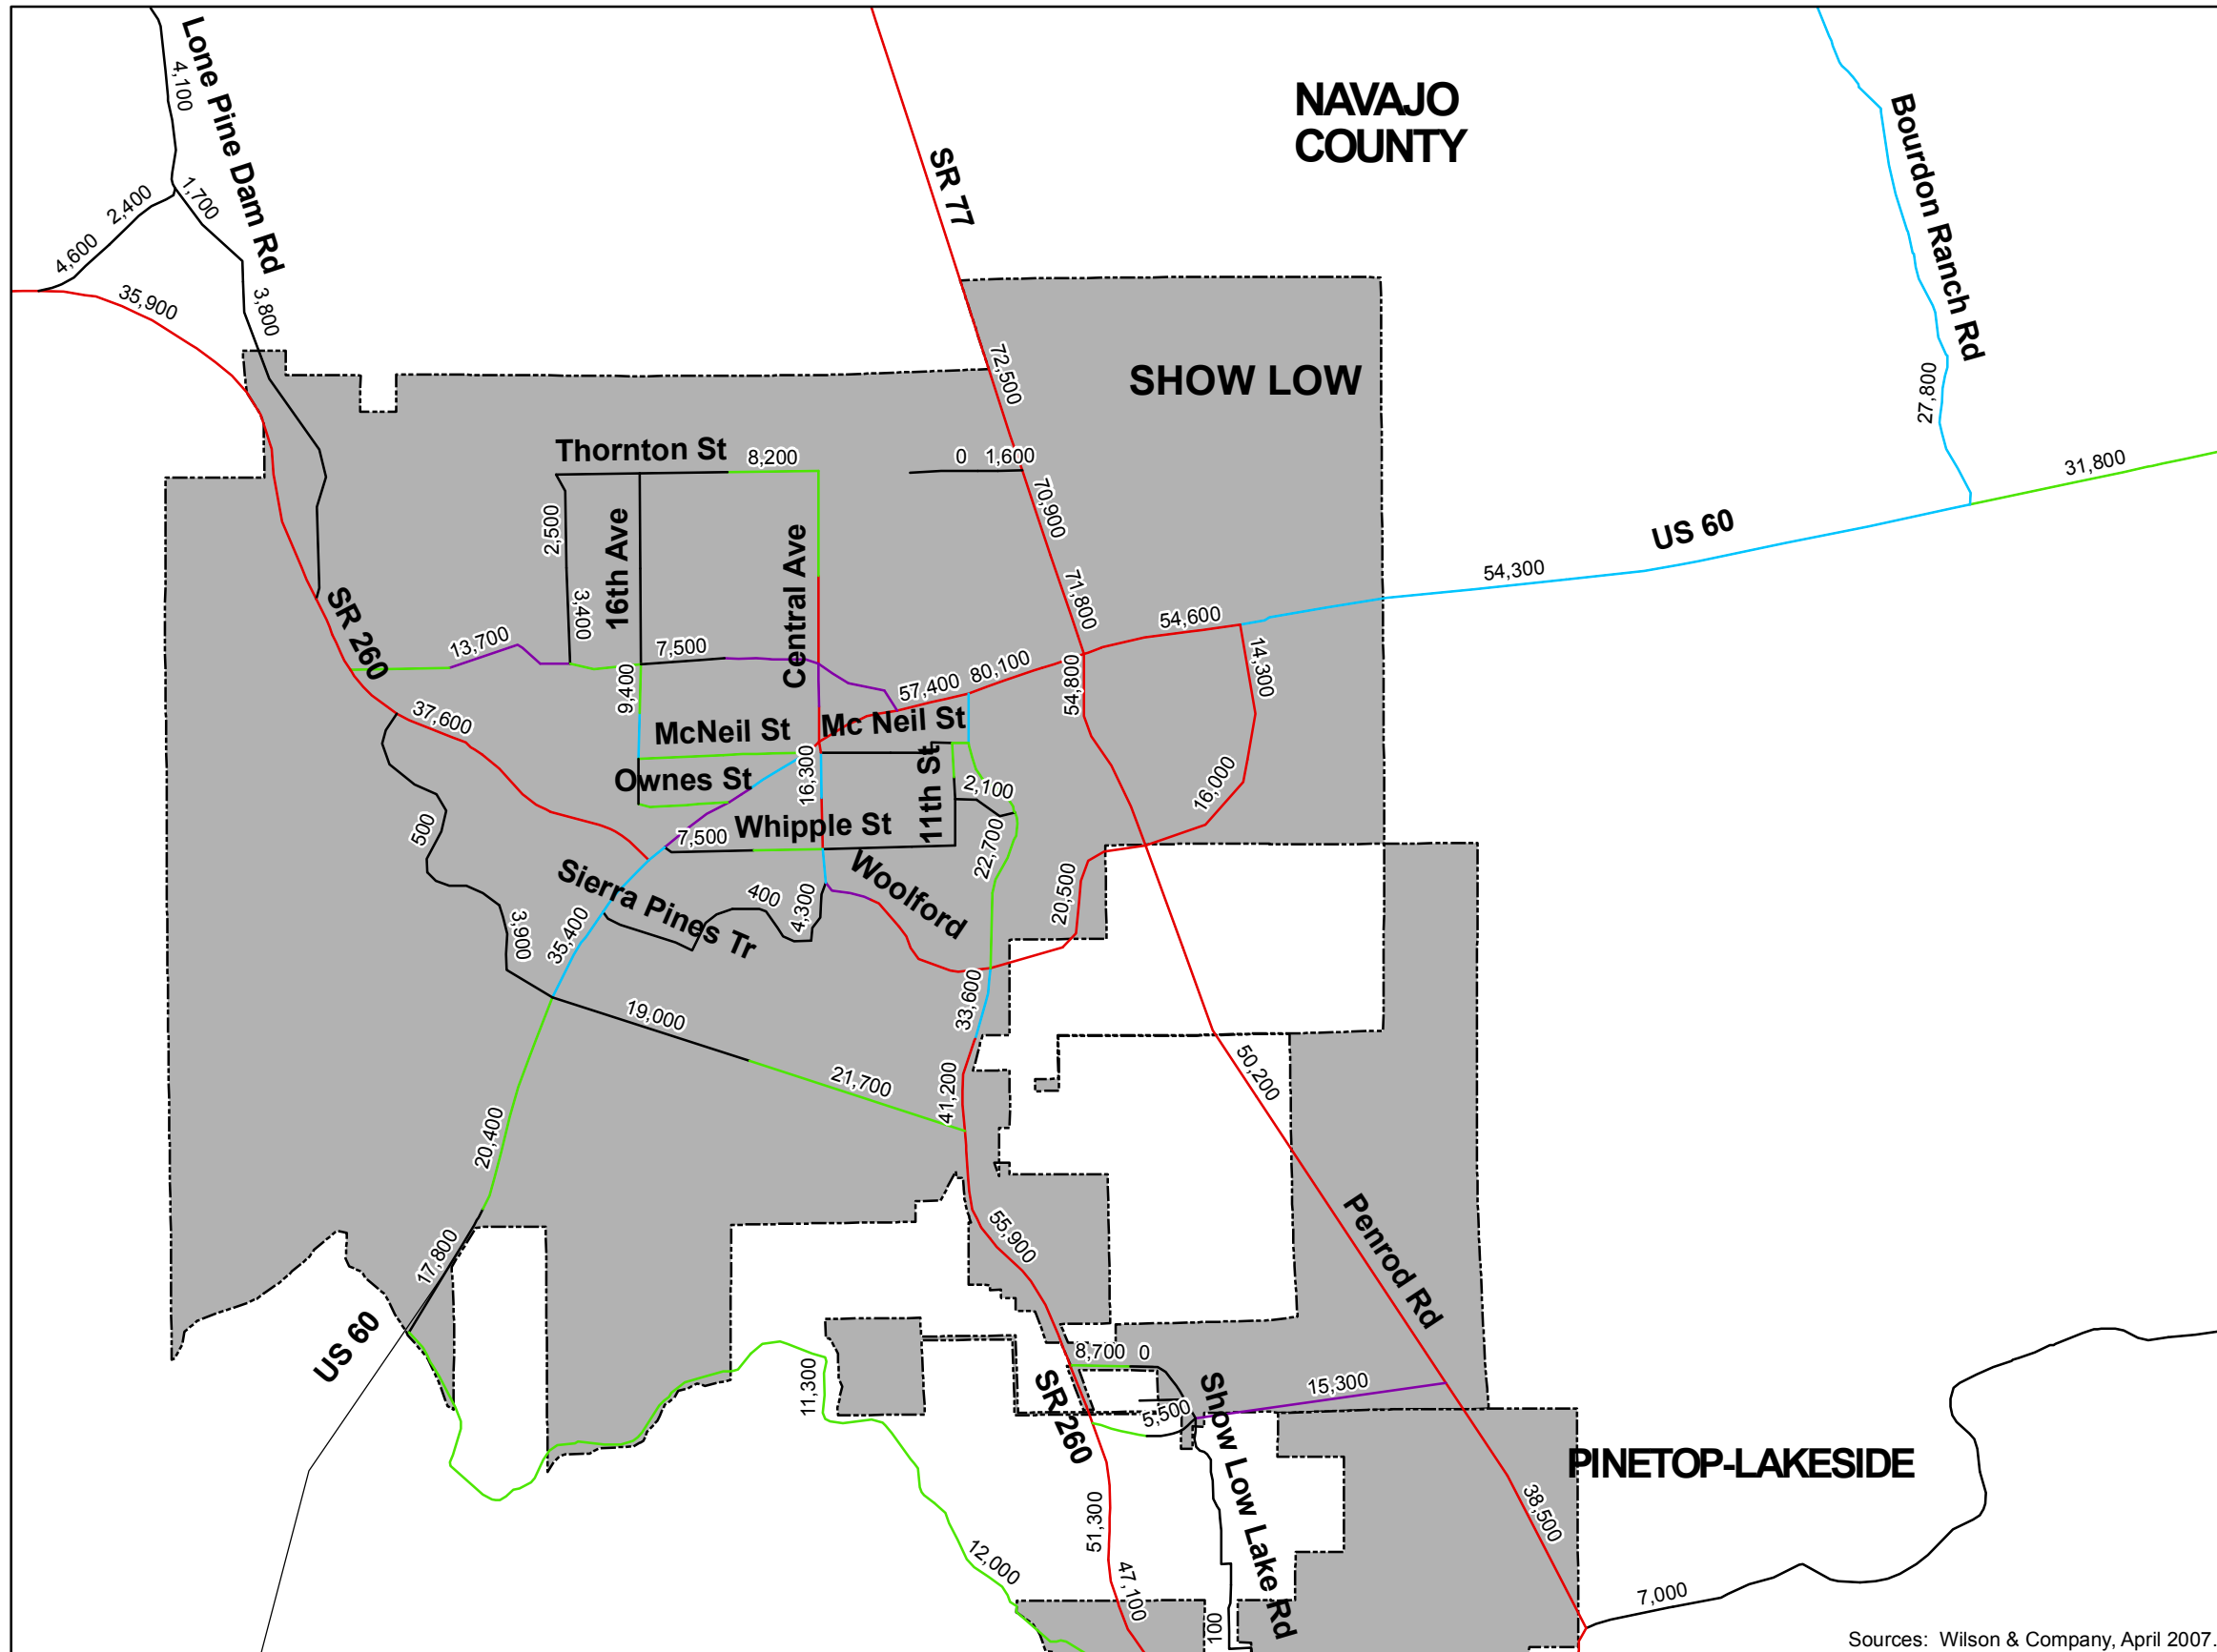 Lone Pine Dam Rd
4,100
NAVAJO
COUNTY
SR 77
Bourdon Ranch Rd
2,400
1,700
4,600
35,900
3,800
72,500
SHOW LOW
27,800
Thornton St
8,200
0
1,600
31,800
2,500
16th Ave
Central Ave
70,900
US 60
54,300
3,400
71,800
54,600
SR 260
13,700
7,500
9,400
57,400
80,100
54,800
14,300
37,600
McNeil St
Mc Neil St
16,300
Ownes St
11th St
2,100
16,000
500
7,500
Whipple St
22,700
Sierra Pines Tr
400
4,300
Woolford
20,500
3,900
35,400
33,600
19,000
21,700
41,200
50,200
20,400
17,800
55,900
Penrod Rd
US 60
11,300
8,700
0
SR 260
5,500
Show Low Lake Rd
15,300
PINETOP-LAKESIDE
51,300
38,500
12,000
47,100
100
7,000
Sources: Wilson & Company, April 2007.